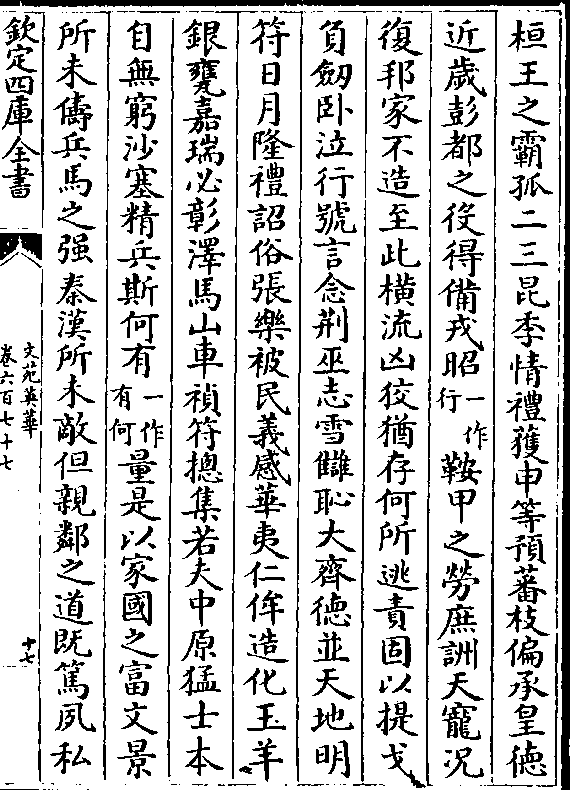 桓王之霸孤二三昆季情禮獲申等預蕃枝偏承皇德
近歲彭都之役得備戎昭一作行鞍甲之勞庶詶天寵况
復邦家不造至此横流凶狡猶存何所逃責固以提戈
負劒卧泣行號言念荆巫志雪讎恥大齊德並天地明
符日月隆禮詔俗張樂被民義感華夷仁侔造化玉羊
銀甕嘉瑞必彰澤馬山車禎符摠集若夫中原猛士本
自無窮沙塞精兵斯何有一作有何量是以家國之富文景
所未儔兵馬之强秦漢所未敵但親鄰之道既篤夙私
欽定四庫全書
文苑英華
卷六百七十七
十七